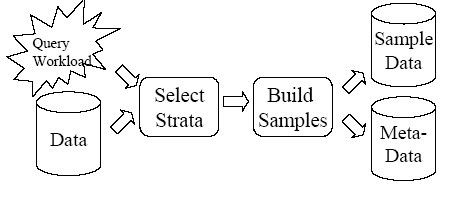 Query
Workload
Data
Select
Strata
Build
Samples
Sample
Data
Meta-
Data